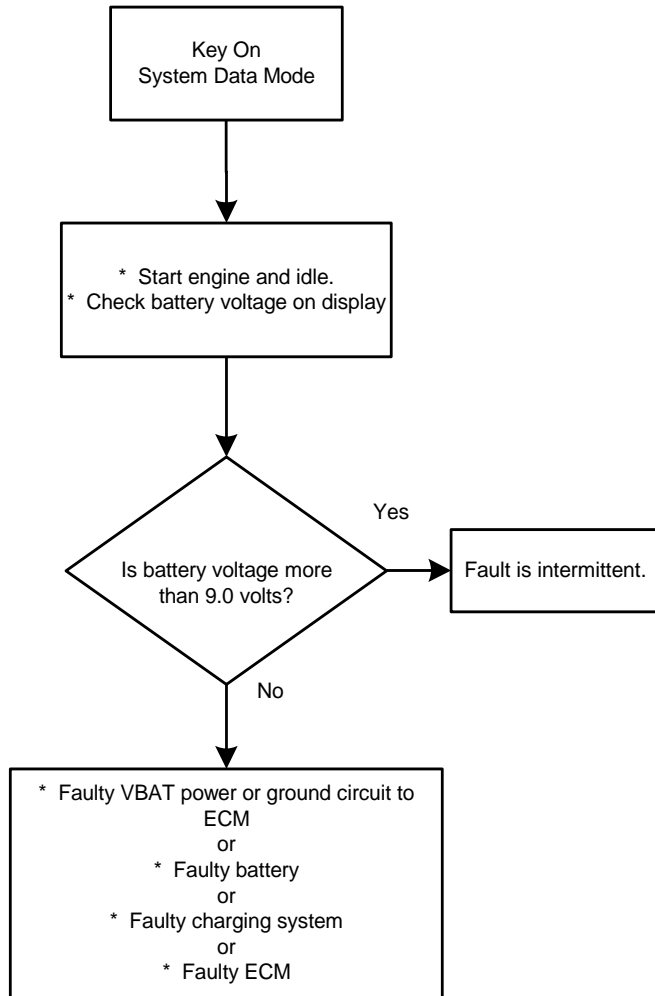 Key On
System Data Mode
* Start engine and idle.
* Check battery voltage on display
Is battery voltage more
than 9.0 volts?
Yes
Fault is intermittent.
No
* Faulty VBAT power or ground circuit to
ECM
or
* Faulty battery
or
* Faulty charging system
or
* Faulty ECM